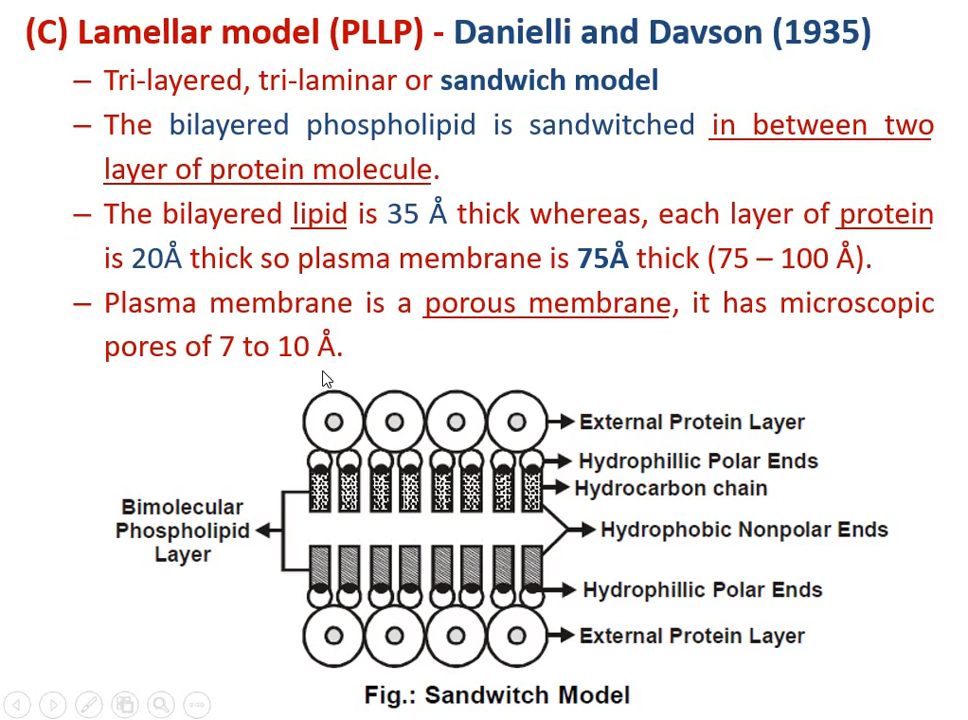 (C) Lamellar model (PLLP) - Danielli and Davson (1935)
– Tri-layered, tri-laminar or sandwich model
– The bilayered phospholipid is sandwitched in between two
layer of protein molecule.
– The bilayered lipid is 35 Å thick whereas, each layer of protein
is 20Å thick so plasma membrane is 75Å thick (75 – 100 Å).
– Plasma membrane is a porous membrane, it has microscopic
pores of 7 to 10 Å.
External Protein Layer
Hydrophillic Polar Ends
Hydrocarbon chain
Bimolecular
Phospholipid
Layer
Hydrophobic Nonpolar Ends
Hydrophillic Polar Ends
External Protein Layer
Fig.: Sandwitch Model